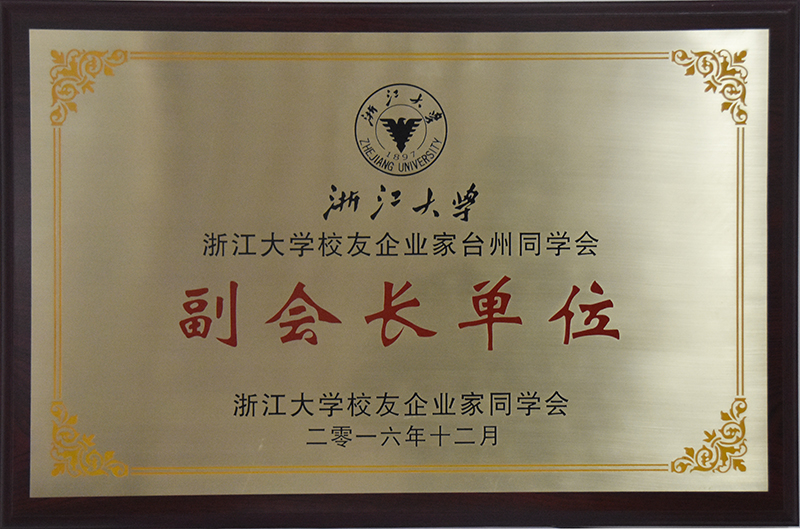 浙江大学
1897
ZHEJIANG UNIVERSITY
浙江大学
浙江大学校友企业家台州同学会
副会长单位
浙江大学校友企业家同学会
二零一六年十二月